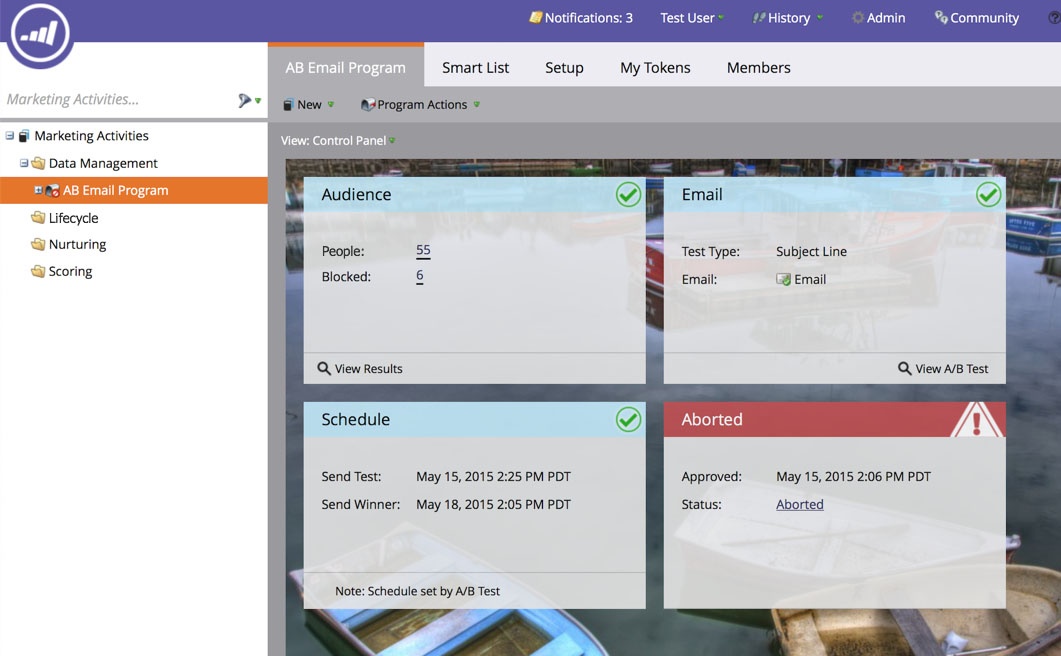 Notifications: 3 Test User History Admin Community
AB Email Program Smart List Setup My Tokens Members
Marketing Activities...
New Program Actions
View: Control Panel
Marketing Activities
Data Management
AB Email Program
Lifecycle
Nurturing
Scoring
Audience
People: 55
Blocked: 6
View Results
Email
Test Type: Subject Line
Email: Email
View A/B Test
Schedule
Send Test: May 15, 2015 2:25 PM PDT
Send Winner: May 18, 2015 2:05 PM PDT
Note: Schedule set by A/B Test
Aborted
Approved: May 15, 2015 2:06 PM PDT
Status: Aborted